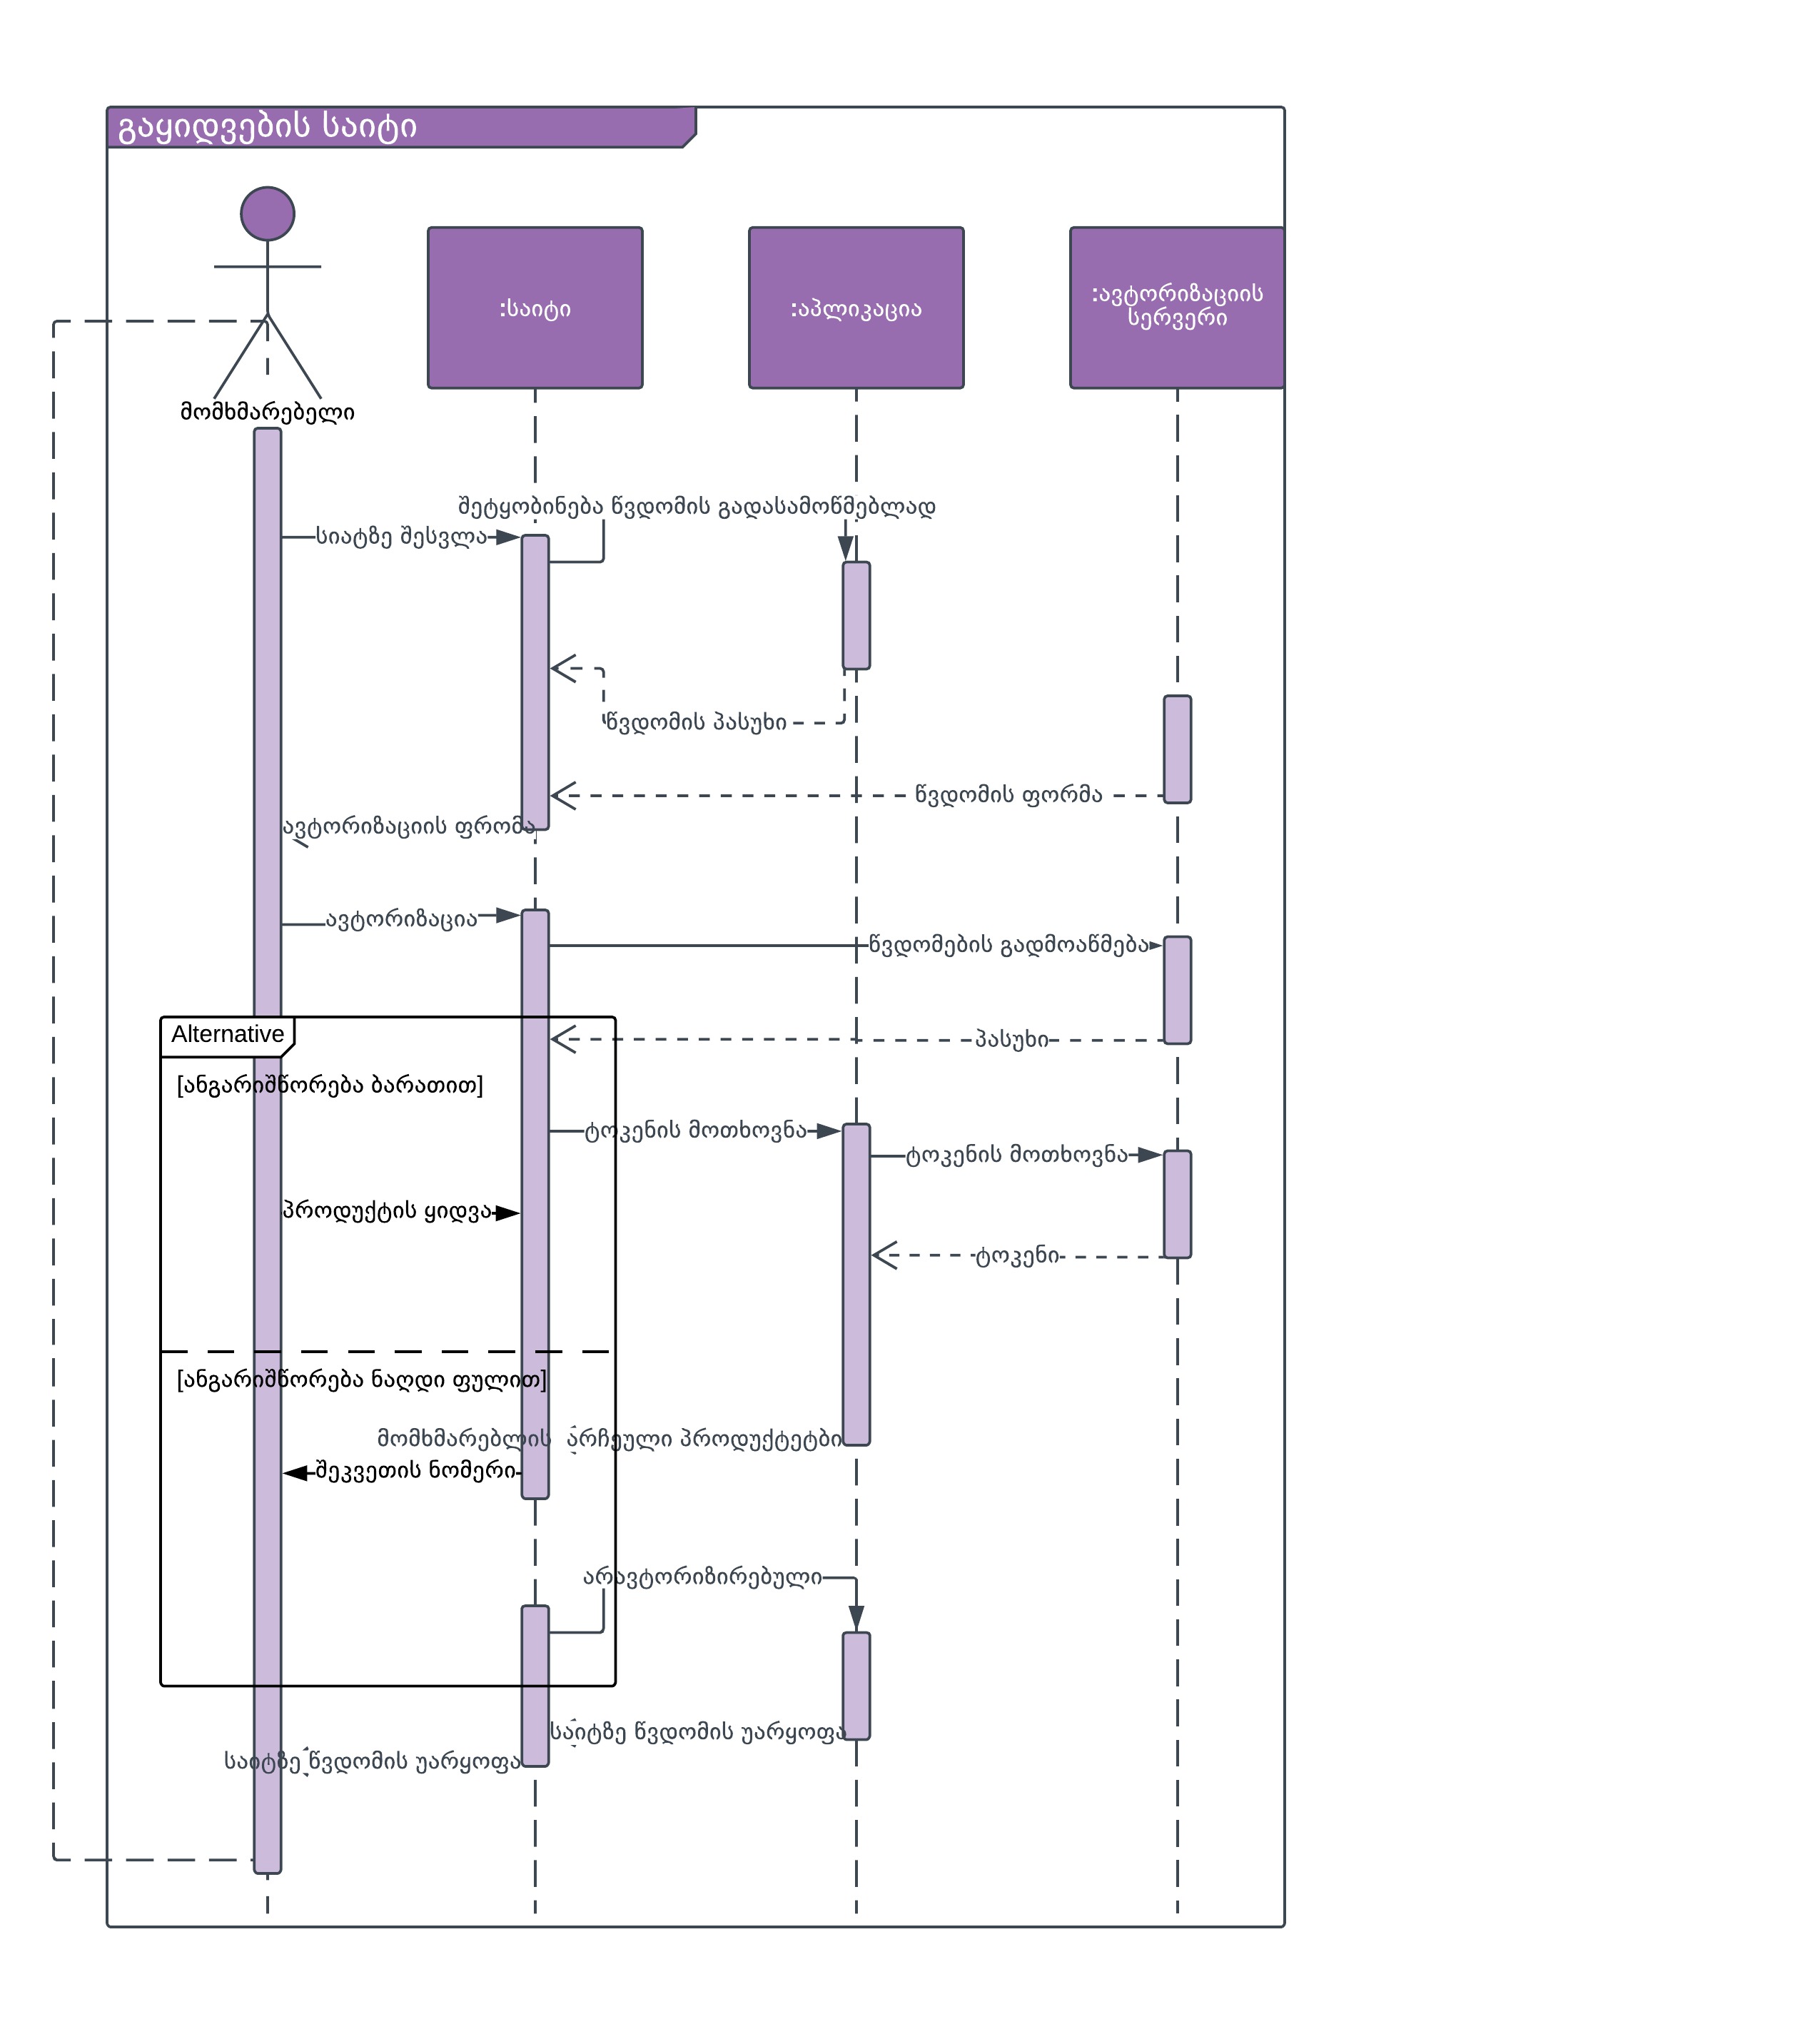 გაყიდვების საიტი
:საიტი
:აპლიკაცია
:ავტორიზაციის
სერვერი
მომხმარებელი
შეტყობინება წვდომის გადასამოწმებლად
სიატზე შესვლა
წვდომის პასუხი
წვდომის ფორმა
ავტორიზაციის ფრომა
ავტორიზაცია
წვდომების გადმოაწმება
Alternative
პასუხი
[ანგარიშწორება ბარათით]
ტოკენის მოთხოვნა
ტოკენის მოთხოვნა
პროდუქტის ყიდვა
ტოკენი
[ანგარიშწორება ნაღდი ფულით]
მომხმარებლის არჩეული პროდუქტეტბი
შეკვეთის ნომერი
არავტორიზირებული
საიტზე წვდომის უარყოფა
საიტზე წვდომის უარყოფა